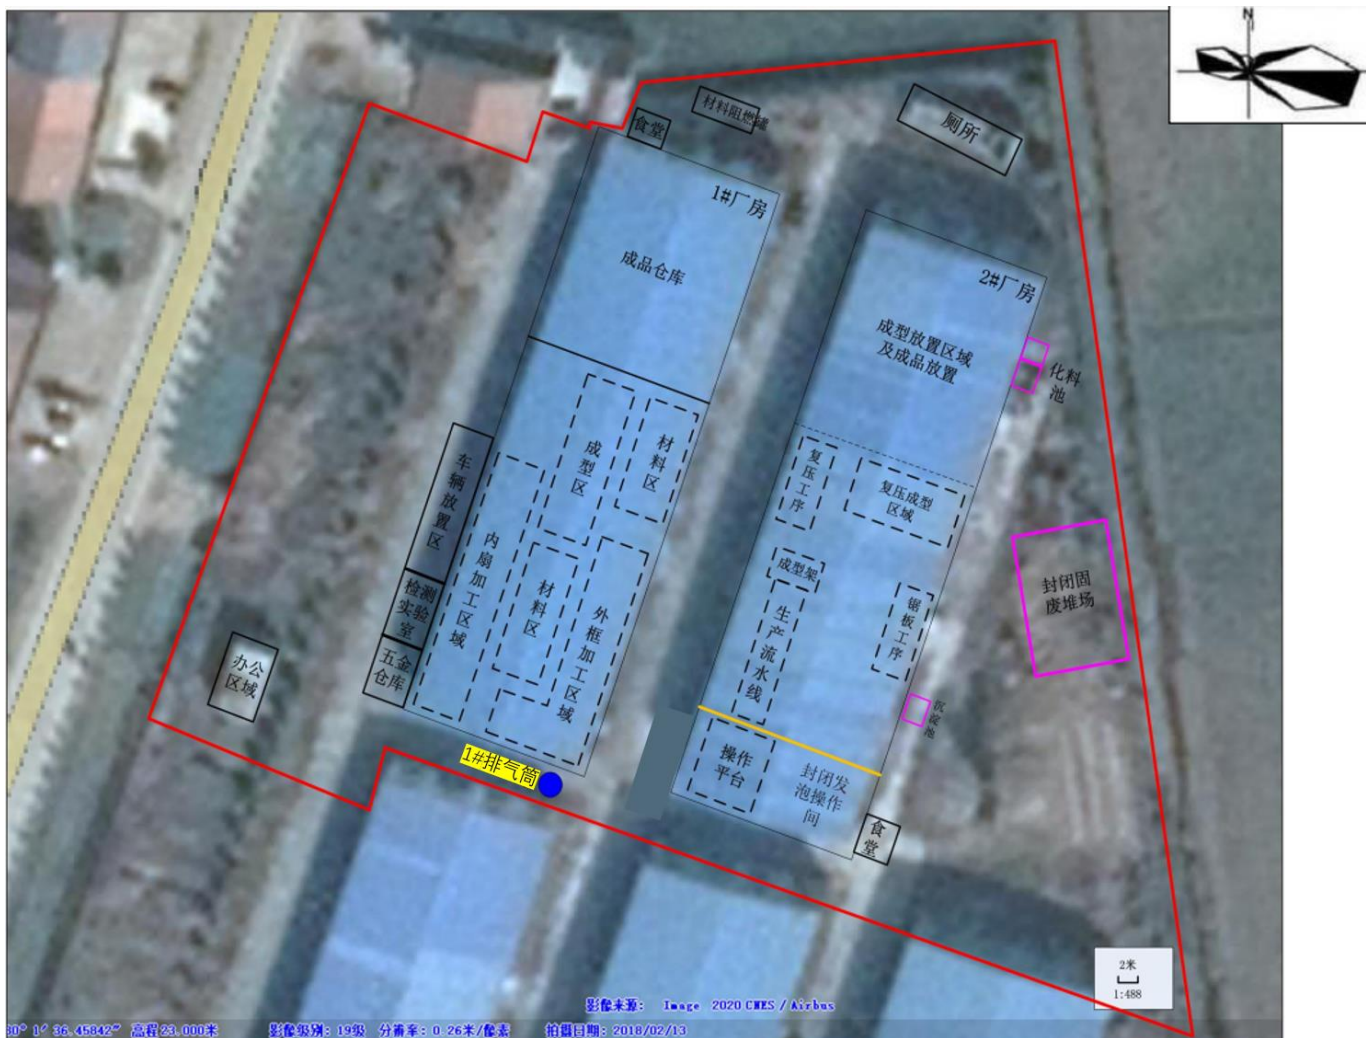 N
材料阻燃罐
食堂
厕所
1#厂房
成品仓库
2#厂房
成型放置区域
及成品放置
化料
池
材料区
成型区
车辆放置区
复压工序
复压成型
区域
内扇加工区域
成型架
封闭固
废堆场
材料区
检测
实验
室
外框加工区域
生产流水线
锯板工序
办公
区域
五金
仓库
沉淀池
1#排气筒
操作
平台
封闭发
泡操作
间
食堂
2米
1:488
影像来源: Image 2020 CNES / Airbus
30° 1′ 36.45842″ 高程23.000米 影像级别: 19级 分辨率: 0.26米/像素 拍摄日期: 2018/02/13